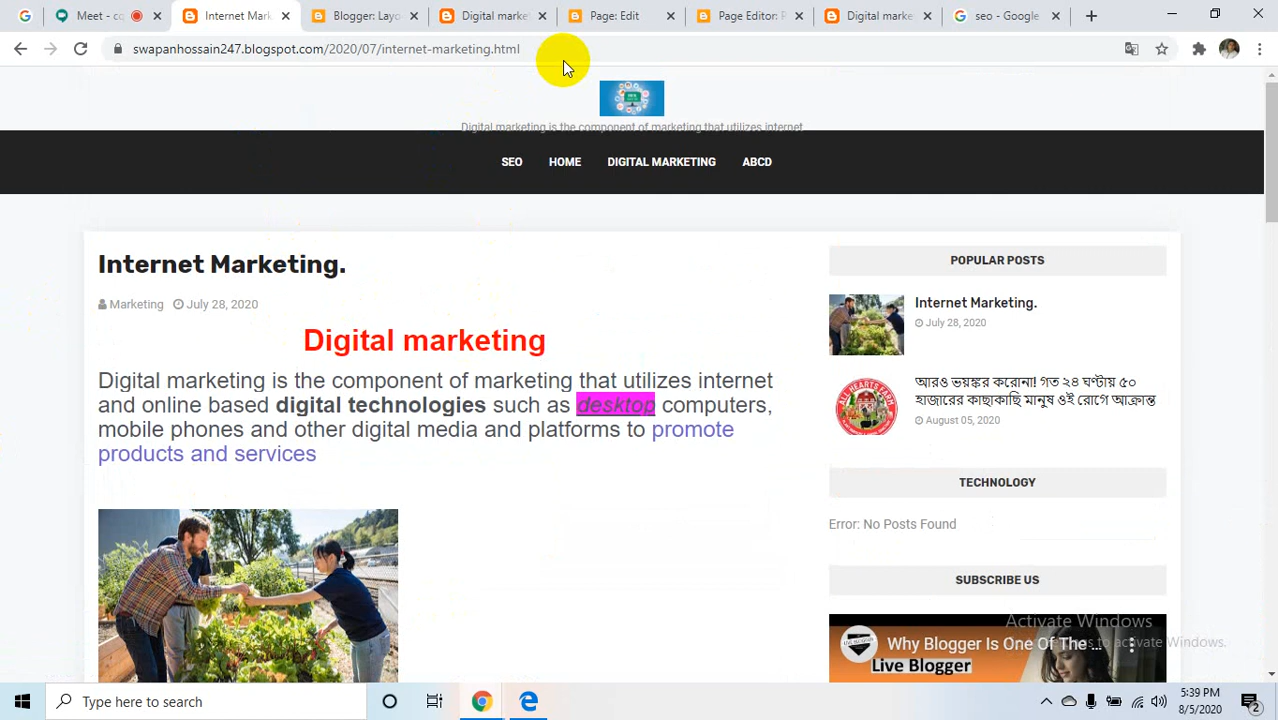 Meet - co
Internet Mark
Blogger: Layo
Digital marke
Page: Edit
Page Editor: P
Digital marke
seo - Google
swapanhossain247.blogspot.com/2020/07/internet-marketing.html
Digital marketing is the component of marketing that utilizes internet
SEO HOME DIGITAL MARKETING ABCD
Internet Marketing.
Marketing July 28, 2020
Digital marketing
Digital marketing is the component of marketing that utilizes internet
and online based digital technologies such as desktop computers,
mobile phones and other digital media and platforms to promote
products and services
POPULAR POSTS
Internet Marketing.
July 28, 2020
আরও ভয়ঙ্কর করোনা! গত ২৪ ঘণ্টায় ৫০
হাজারের কাছাকাছি মানুষ ওই রোগে আক্রান্ত
August 05, 2020
TECHNOLOGY
Error: No Posts Found
SUBSCRIBE US
Activate Windows
Why Blogger Is One Of The ...
to activate Windows.
Live Blogger
Type here to search
5:39 PM
8/5/2020
2